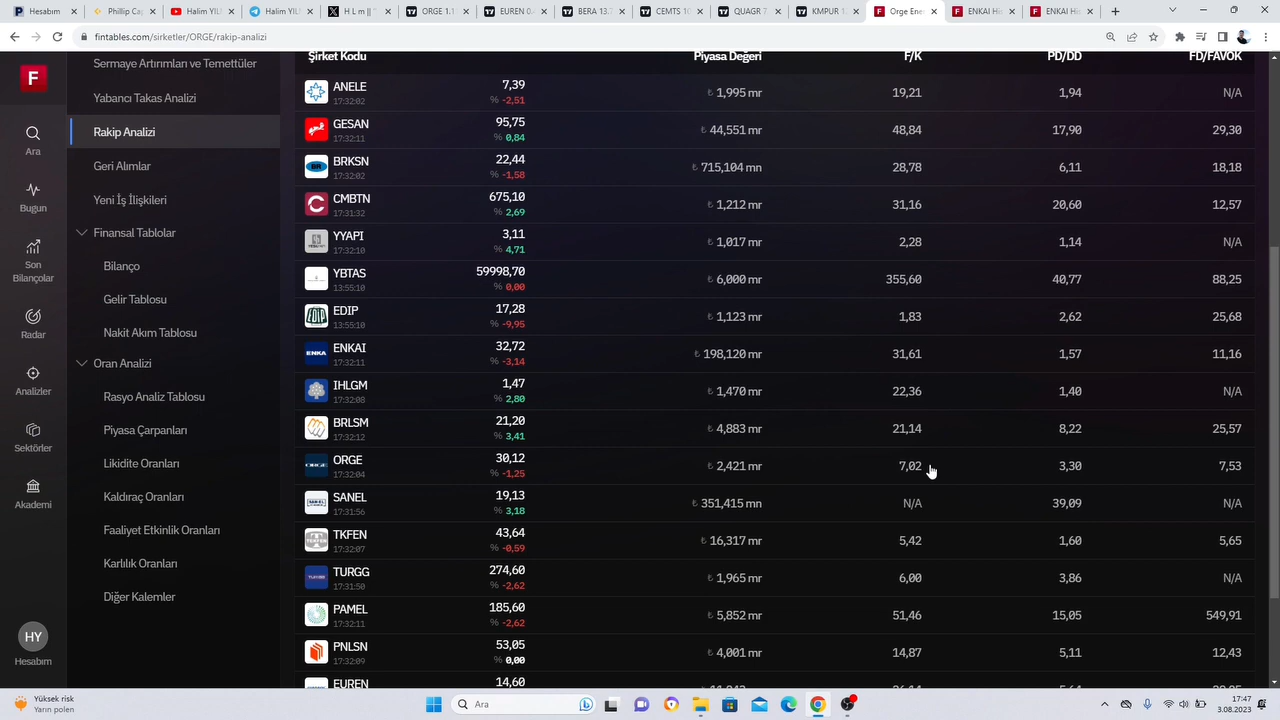 Phillip Cap
Halim YIL
Halim YIL
H L m ||
ORGE 1.1
EUREN 0.
BERA 12.
CEMTS 10
QUAGR 7
KMPUR 1
Orge Ene
ENKAI His
ENKAI His
fintables.com/sirketler/ORGE/rakip-analizi
F
Ara
Bugun
Son
Bilançolar
Radar
Analizler
Sektörler
Akademi
HY
Hesabım
Sermaye Artırımları ve Temettüler
Yabancı Takas Analizi
Rakip Analizi
Geri Alımlar
Yeni İş İlişkileri
Finansal Tablolar
Bilanço
Gelir Tablosu
Nakit Akım Tablosu
Oran Analizi
Rasyo Analiz Tablosu
Piyasa Çarpanları
Likidite Oranları
Kaldıraç Oranları
Faaliyet Etkinlik Oranları
Karlılık Oranları
Diğer Kalemler
Şirket Kodu Piyasa Değeri F/K PD/DD FD/FAVOK
ANELE 7,39 ₺ 1,995 mr 19,21 1,94 N/A
17:32:02 % -2,51
GESAN 95,75 ₺ 44,551 mr 48,84 17,90 29,30
17:32:11 % 0,84
BRKSN 22,44 28,78 6,11 18,18
17:32:02 % -1,58
CMBTN 675,10 ₺ 1,212 mr 31,16 20,60 12,57
17:31:32 % 2,69
YYAPI 3,11 ₺ 1,017 mr 2,28 1,14 N/A
17:32:10 % 4,71
YBTAS 59998,70 ₺ 6,008 mr 355,60 40,77 88,25
13:55:10 % 0,00
EDIP 17,28 ₺ 1,123 mr 1,83 2,62 25,68
13:55:10 % -9,95
ENKAI 32,72 31,61 1,57 16
17:32:11 % -3,14
IHLGM 1,47 ₺ 1,470 mr 22,36 1,40 N/A
17:32:08 % 2,80
BRLSM 21,20 ₺ 4,883 mr 21,14 8,22 25,57
17:32:12 % 3,41
ORGE 30,12 7,02 3,30 7,53
17:32:04 % -1,25
SANEL 19,13 ₺ 351,415 mn N/A 39,09 N/A
17:31:56 % 3,18
TKFEN 43,64 ₺ 16,317 mr 5,42 1,60 5,65
17:32:07 % -0,59
TURGG 274,60 ₺ 1,965 mr 6,00 3,86 N/A
17:31:50 % -2,62
PAMEL 185,60 ₺ 5,852 mr 51,46 15,05 549,91
17:32:11 % -2,62
PNLSN 53,05 ₺ 4,001 mr 14,87 5,11 12,43
17:32:09 % 0,00
EUREN 14,60
Yüksek risk
Yarın polen
Ara
17:47
3.08.2023